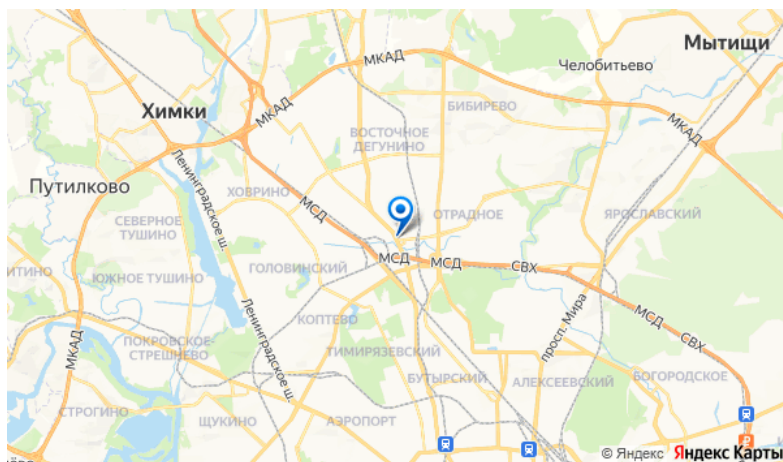 Мытищи
МКАД
Челобитьево
Химки
МКАД
БИБИРЕВО
ВОСТОЧНОЕ
ДЕГУНИНО
МКАД
Ленинградское ш.
Путилково
ХОВРИНО
МСД
СЕВЕРНОЕ
ТУШИНО
ОТРАДНОЕ
ЯРОСЛАВСКИЙ
ИТИНО
ЮЖНОЕ ТУШИНО
ГОЛОВИНСКИЙ
МСД
МСД
СВХ
Ленинградское ш.
КОПТЕВО
МСД
СВХ
просп. Мира
МКАД
ПОКРОВСКОЕ-
СТРЕШНЕВО
ТИМИРЯЗЕВСКИЙ
БУТЫРСКИЙ
АЛЕКСЕЕВСКИЙ
БОГОРОДСКОЕ
СТРОГИНО
ЩУКИНО
АЭРОПОРТ
© Яндекс Яндекс Карты